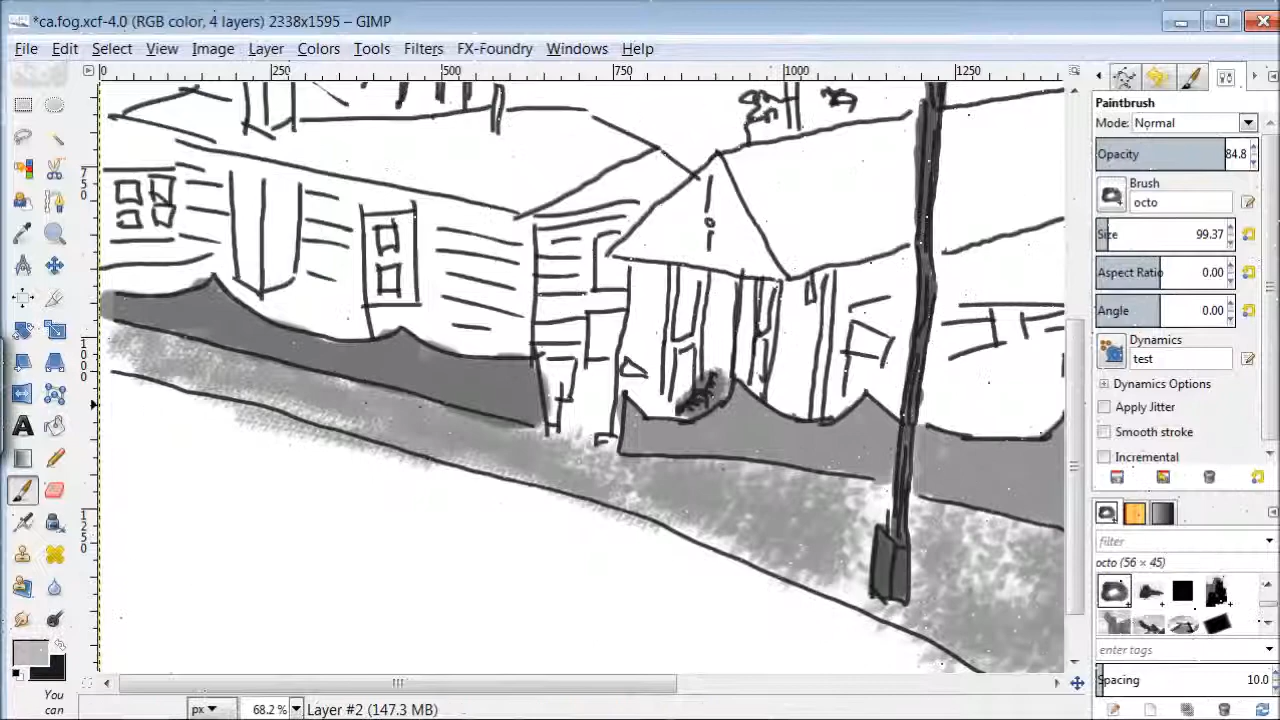 *ca.fog.xcf-4.0 (RGB color, 4 layers) 2338x1595 – GIMP
File Edit Select View Image Layer Colors Tools Filters FX-Foundry Windows Help
0 250 500 750 1000 1250
Paintbrush
Mode: Normal
Opacity 84.8
Brush
octo
Size 99.37
Aspect Ratio 0.00
Angle 0.00
Dynamics
test
Dynamics Options
Apply Jitter
Smooth stroke
Incremental
750
1000
1250
filter
octo (56 × 45)
enter tags
Spacing 10.0
You
can
px 68.2 % Layer #2 (147.3 MB)